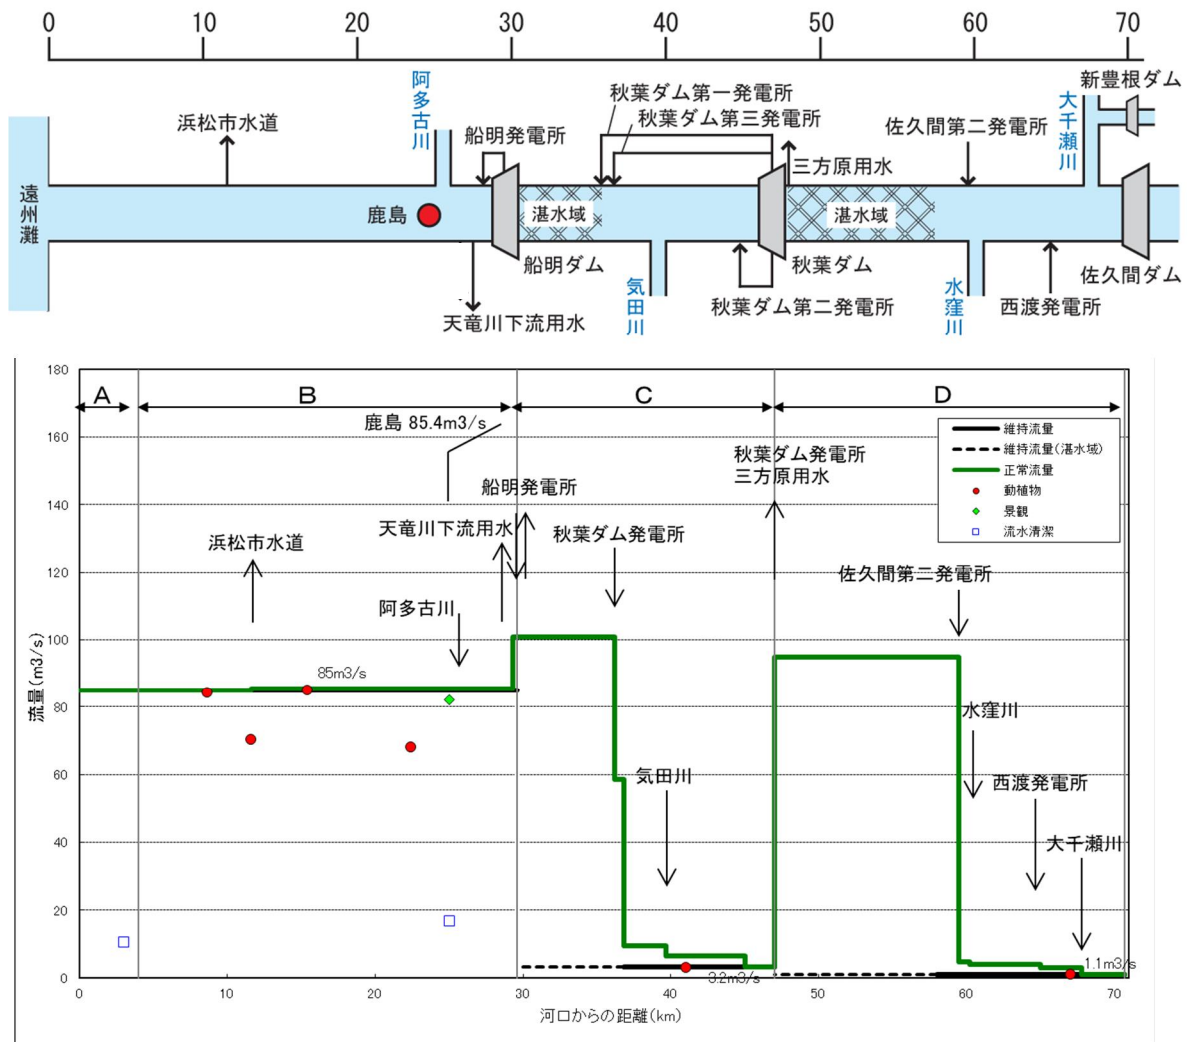 0 10 20 30 40 50 60 70
新豊根ダム
阿多古川
秋葉ダム第一発電所
大千瀬川
浜松市水道
船明発電所
秋葉ダム第三発電所
佐久間第二発電所
三方原用水
遠州灘
鹿島
湛水域
湛水域
船明ダム
秋葉ダム
佐久間ダム
気田川
水窪川
天竜川下流用水
秋葉ダム第二発電所
西渡発電所
180
A B C D
鹿島 85.4m3/s
維持流量
維持流量(湛水域)
正常流量
動植物
景観
流水清潔
160
秋葉ダム発電所
三方原用水
140
船明発電所
天竜川下流用水
秋葉ダム発電所
浜松市水道
120
佐久間第二発電所
阿多古川
100
85m3/s
流量(m3/s)
80
水窪川
60
気田川
西渡発電所
40
大千瀬川
20
1.1m3/s
3.2m3/s
0
0 10 20 30 40 50 60 70
河口からの距離(km)